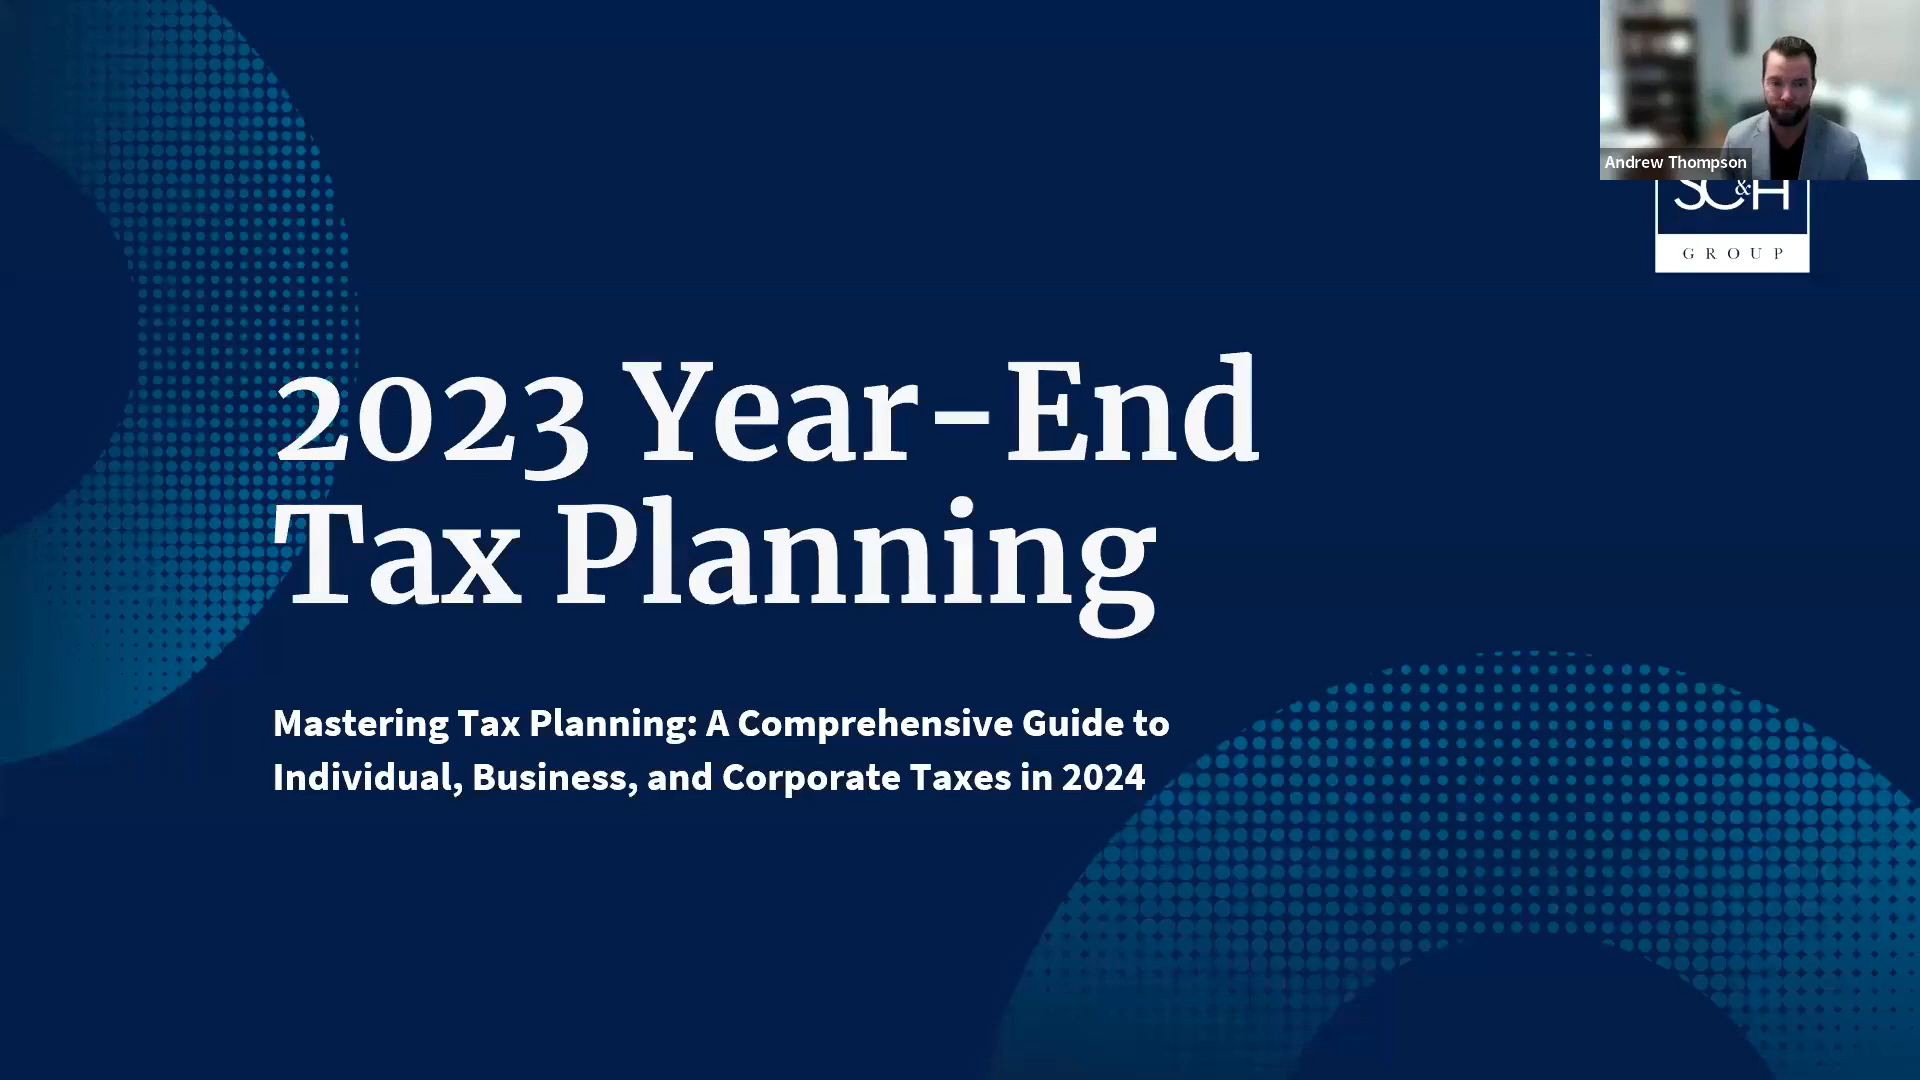 Andrew Thompson
SC&H
GROUP
2023 Year-End
Tax Planning
Mastering Tax Planning: A Comprehensive Guide to
Individual, Business, and Corporate Taxes in 2024